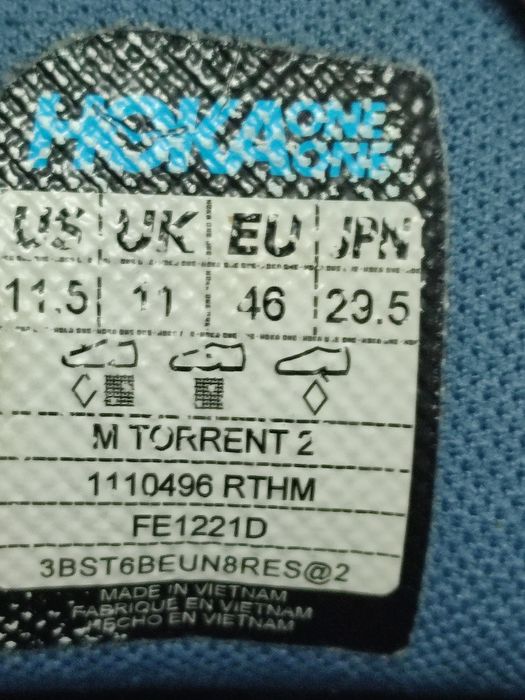 HOKA ONE ONE
US UK EU JPN
11.5 11 46 29.5
M TORRENT 2
1110496 RTHM
FE1221D
3BST6BEUN8RES@2
MADE IN VIETNAM
FABRIQUÉ EN VIETNAM
HECHO EN VIETNAM